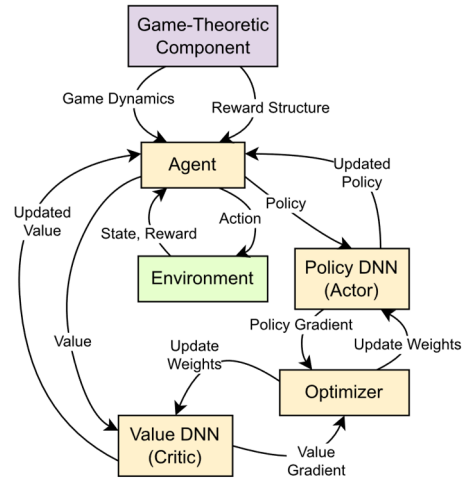 Game-Theoretic
Component
Game Dynamics
Reward Structure
Agent
Updated
Policy
Policy
Action
Updated
Value
State, Reward
Environment
Policy DNN
(Actor)
Policy Gradient
Update Weights
Value
Update
Weights
Optimizer
Value DNN
(Critic)
Value
Gradient